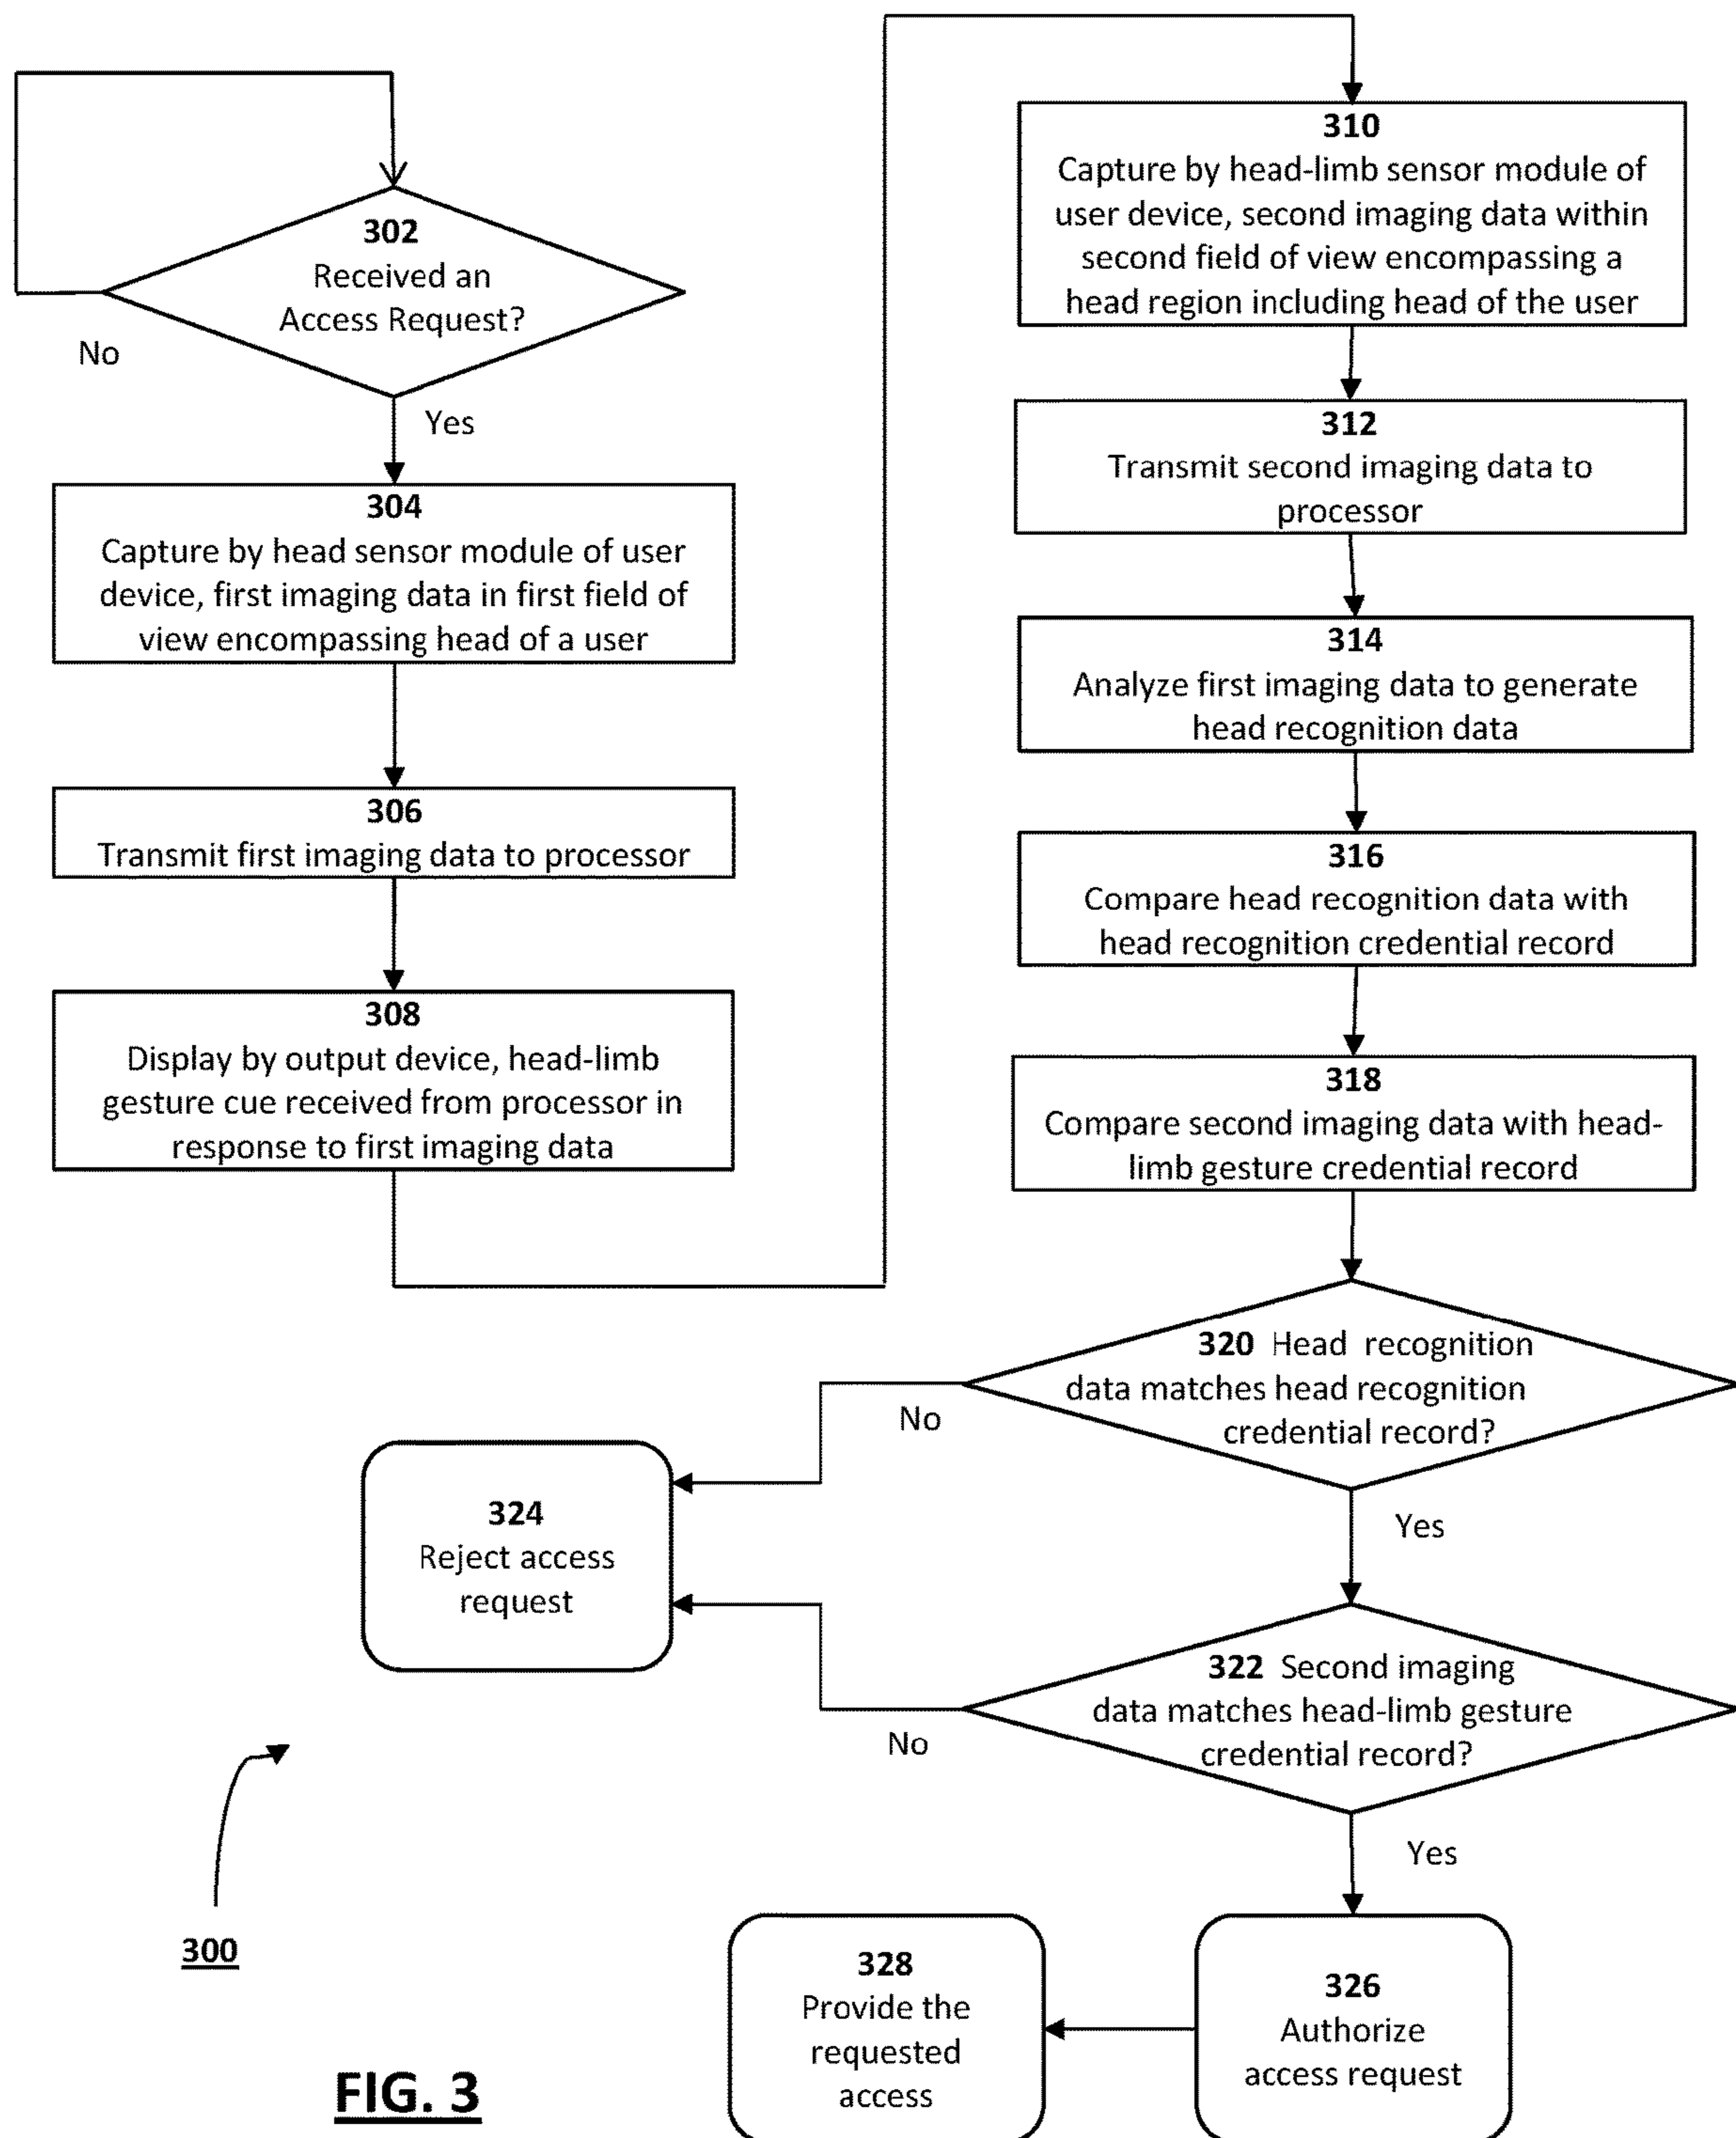 302
Received an
Access Request?
No
Yes
304
Capture by head sensor module of user
device, first imaging data in first field of
view encompassing head of a user
306
Transmit first imaging data to processor
308
Display by output device, head-limb
gesture cue received from processor in
response to first imaging data
310
Capture by head-limb sensor module of
user device, second imaging data within
second field of view encompassing a
head region including head of the user
312
Transmit second imaging data to
processor
314
Analyze first imaging data to generate
head recognition data
316
Compare head recognition data with
head recognition credential record
318
Compare second imaging data with head-
limb gesture credential record
320 Head recognition
data matches head recognition
credential record?
No
Yes
324
Reject access
request
322 Second imaging
data matches head-limb gesture
credential record?
No
Yes
326
Authorize
access request
328
Provide the
requested
access
300
FIG. 3